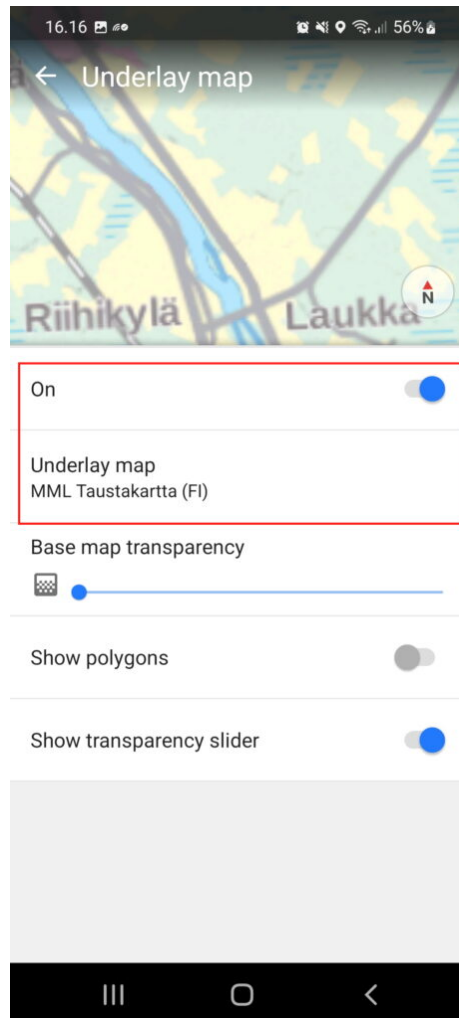 16.16 56%
Underlay map
N
Riihikylä Laukka
On
Underlay map
MML Taustakartta (FI)
Base map transparency
Show polygons
Show transparency slider